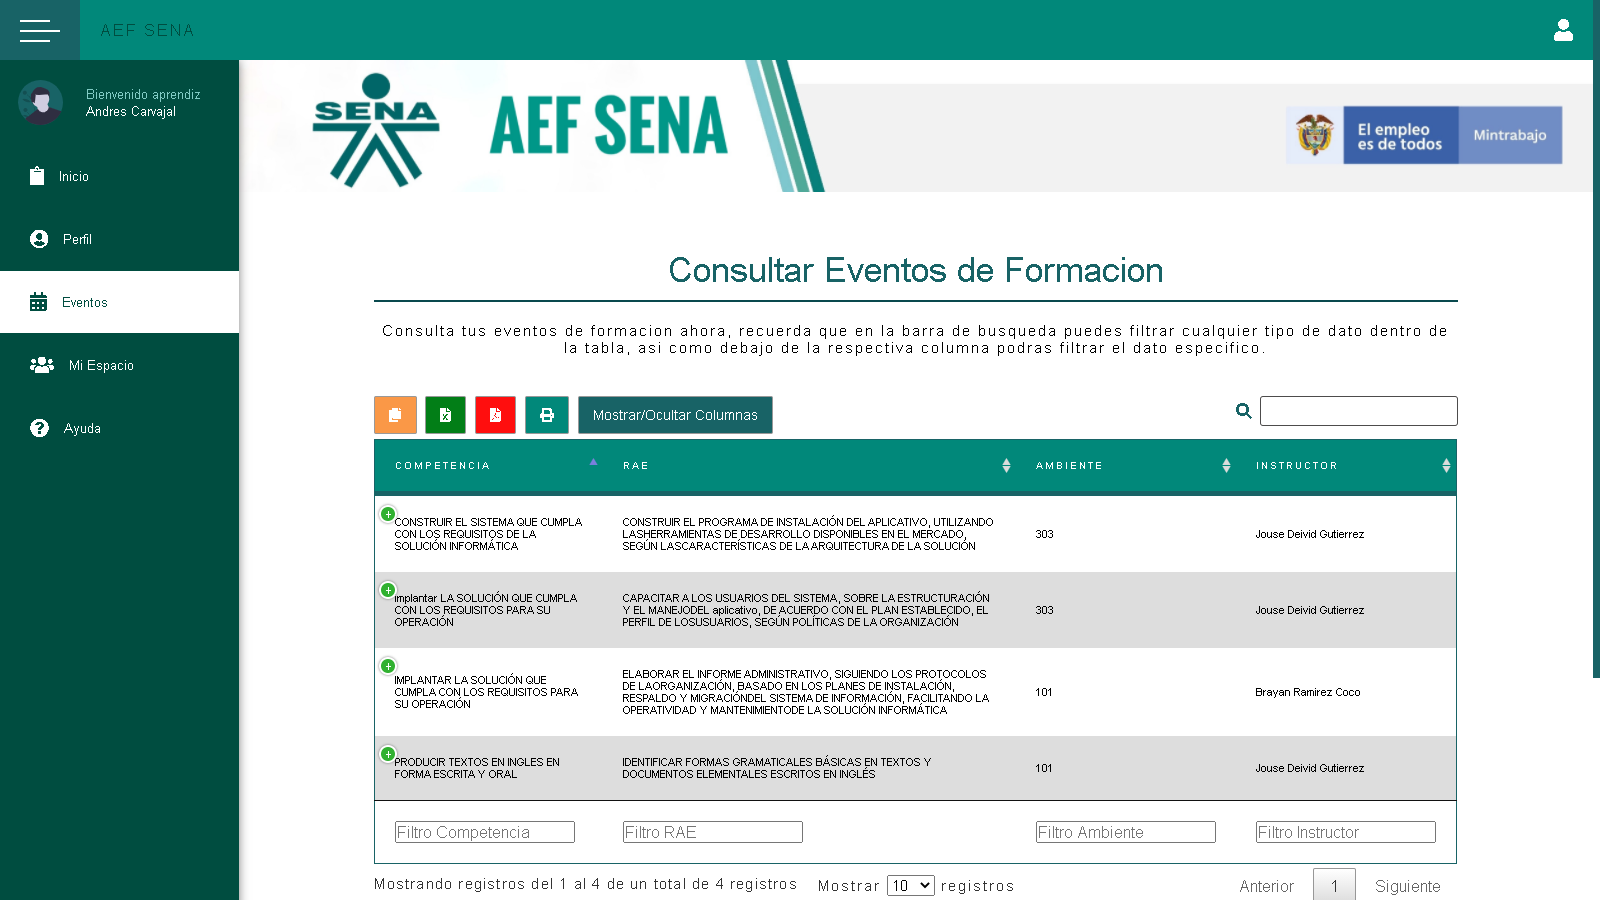 AEF SENA
Bienvenido aprendiz
Andres Carvajal
Inicio
Perfil
Eventos
Mi Espacio
Ayuda
SENA
AEF SENA
El empleo
es de todos
Mintrabajo
Consultar Eventos de Formacion
Consulta tus eventos de formacion ahora, recuerda que en la barra de busqueda puedes filtrar cualquier tipo de dato dentro de
la tabla, asi como debajo de la respectiva columna podras filtrar el dato especifico.
Mostrar/Ocultar Columnas
COMPETENCIA RAE AMBIENTE INSTRUCTOR
CONSTRUIR EL SISTEMA QUE CUMPLA
CON LOS REQUISITOS DE LA
SOLUCIÓN INFORMÁTICA
CONSTRUIR EL PROGRAMA DE INSTALACIÓN DEL APLICATIVO, UTILIZANDO
LASHERRAMIENTAS DE DESARROLLO DISPONIBLES EN EL MERCADO,
SEGÚN LASCARACTERÍSTICAS DE LA ARQUITECTURA DE LA SOLUCIÓN
303
Jouse Deivid Gutierrez
Implantar LA SOLUCIÓN QUE CUMPLA
CON LOS REQUISITOS PARA SU
OPERACIÓN
CAPACITAR A LOS USUARIOS DEL SISTEMA, SOBRE LA ESTRUCTURACIÓN
Y EL MANEJODEL aplicativo, DE ACUERDO CON EL PLAN ESTABLECIDO, EL
PERFIL DE LOSUSUARIOS, SEGÚN POLÍTICAS DE LA ORGANIZACIÓN
303
Jouse Deivid Gutierrez
IMPLANTAR LA SOLUCIÓN QUE
CUMPLA CON LOS REQUISITOS PARA
SU OPERACIÓN
ELABORAR EL INFORME ADMINISTRATIVO, SIGUIENDO LOS PROTOCOLOS
DE LAORGANIZACIÓN, BASADO EN LOS PLANES DE INSTALACIÓN,
RESPALDO Y MIGRACIÓNDEL SISTEMA DE INFORMACIÓN, FACILITANDO LA
OPERATIVIDAD Y MANTENIMIENTODE LA SOLUCIÓN INFORMÁTICA
101
Brayan Ramirez Coco
PRODUCIR TEXTOS EN INGLES EN
FORMA ESCRITA Y ORAL
IDENTIFICAR FORMAS GRAMATICALES BÁSICAS EN TEXTOS Y
DOCUMENTOS ELEMENTALES ESCRITOS EN INGLÉS
101
Jouse Deivid Gutierrez
Filtro Competencia Filtro RAE Filtro Ambiente Filtro Instructor
Mostrando registros del 1 al 4 de un total de 4 registros Mostrar 10 registros Anterior 1 Siguiente